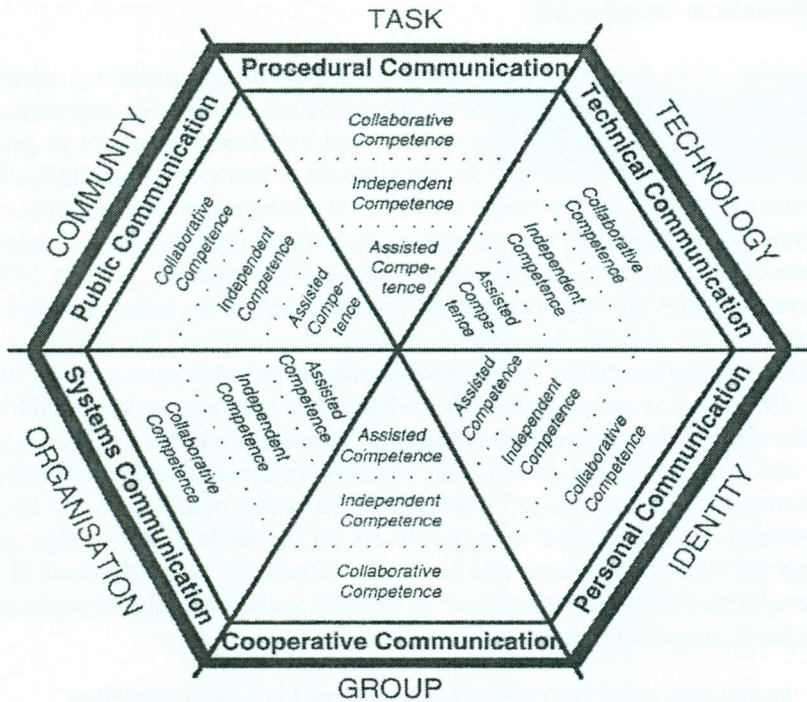 TASK
Procedural Communication
Collaborative
Competence
Independent
Competence
Assisted
Compe-
tence
TECHNOLOGY
Technical Communication
Collaborative
Competence
Independent
Competence
Assisted
Compe-
tence
IDENTITY
Personal Communication
Assisted
Competence
Independent
Competence
Collaborative
Competence
GROUP
Cooperative Communication
Assisted
Competence
Independent
Competence
Collaborative
Competence
ORGANISATION
Systems Communication
Collaborative
Competence
Independent
Competence
Assisted
Competence
COMMUNITY
Public Communication
Collaborative
Competence
Independent
Competence
Assisted
Compe-
tence